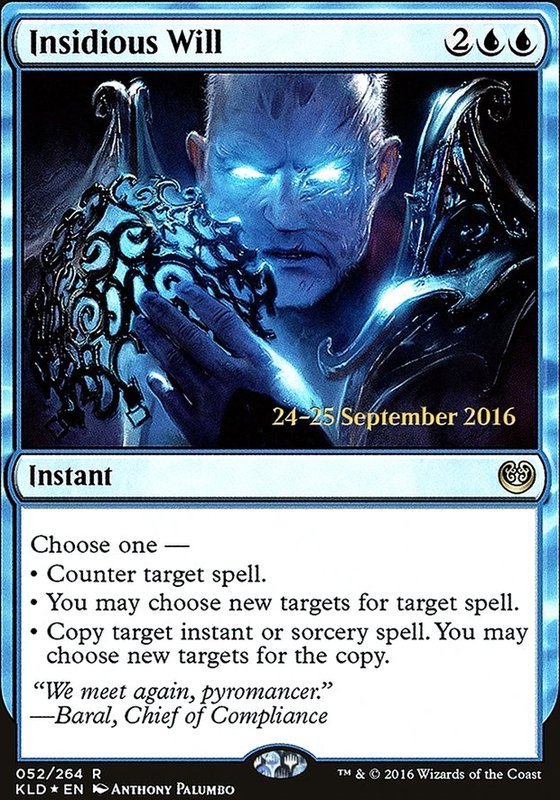 Insidious Will 2
24–25 September 2016
Instant
Choose one —
• Counter target spell.
• You may choose new targets for target spell.
• Copy target instant or sorcery spell. You may
choose new targets for the copy.
“We meet again, pyromancer.”
—Baral, Chief of Compliance
052/264 R
KLD ★ EN Anthony Palumbo
™ & © 2016 Wizards of the Coast